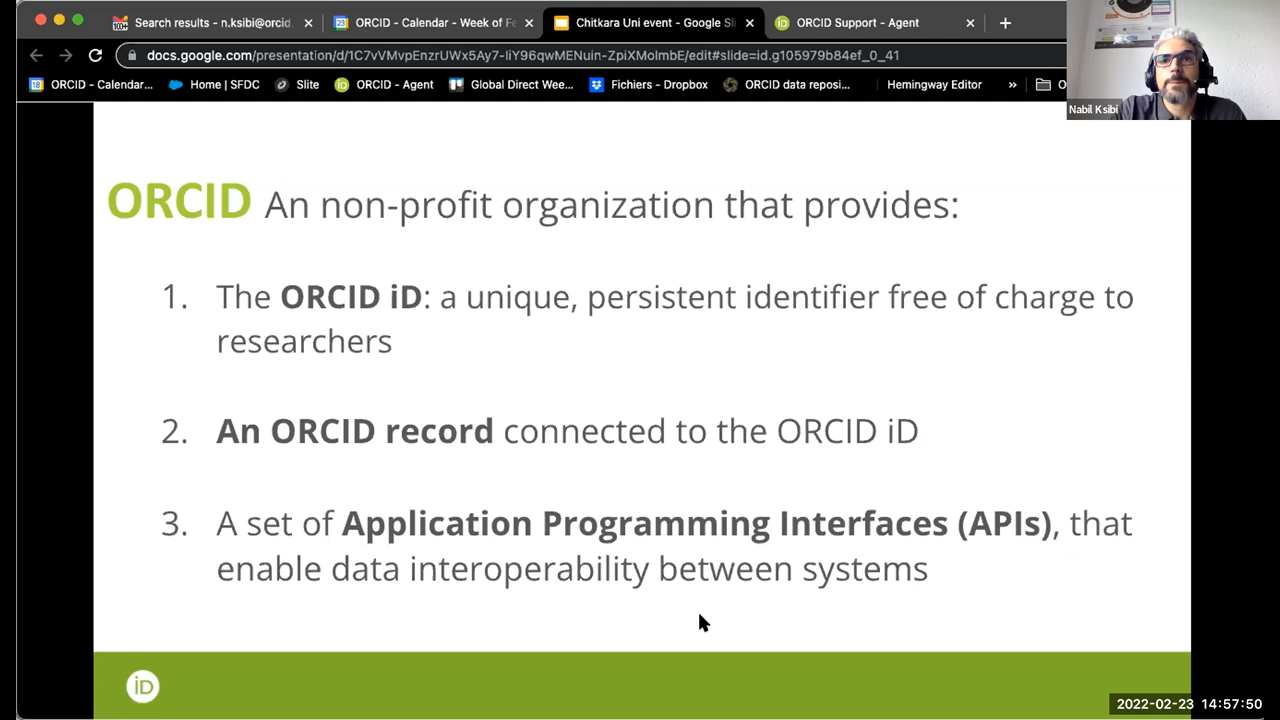 Search results - n.ksibi@orcid.
ORCID - Calendar - Week of Fe
Chitkara Uni event - Google Sli
ORCID Support - Agent
docs.google.com/presentation/d/1C7vVMvpEnzrUWx5Ay7-liY96qwMENuin-ZpiXMolmbE/edit#slide=id.g105979b84ef_0_41
ORCID - Calendar...
Home | SFDC
Slite
ORCID - Agent
Global Direct Wee...
Fichiers - Dropbox
ORCID data reposi...
Hemingway Editor
»
Nabil Ksibi
ORCID An non-profit organization that provides:
1. The ORCID iD: a unique, persistent identifier free of charge to
researchers
2. An ORCID record connected to the ORCID iD
3. A set of Application Programming Interfaces (APIs), that
enable data interoperability between systems
iD
2022-02-23 14:57:50